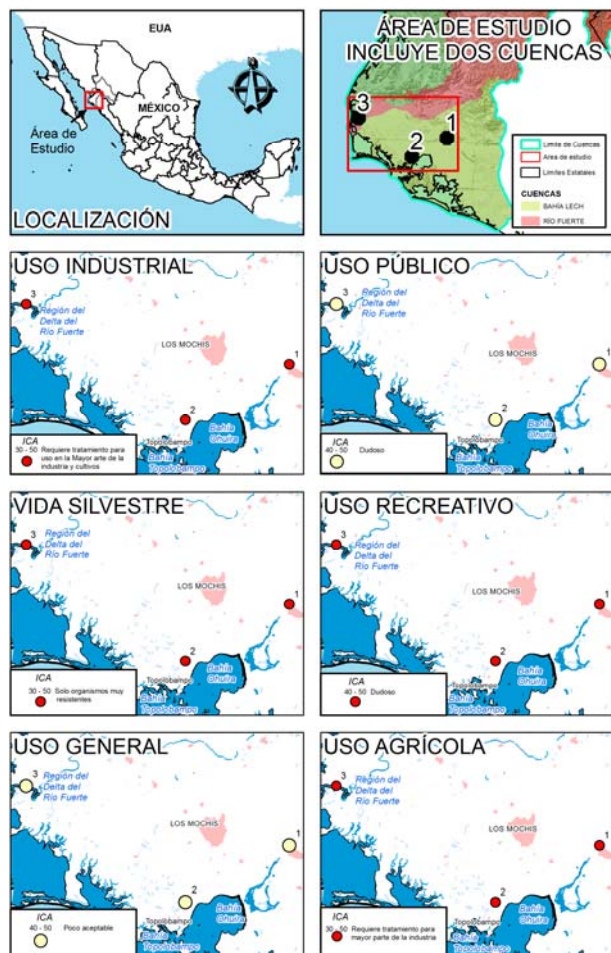 EUA
MÉXICO
Área de
Estudio
LOCALIZACIÓN
ÁREA DE ESTUDIO
INCLUYE DOS CUENCAS
3
1
2
Limite de Cuencas
Area de estudio
Limites Estatales
CUENCAS
BAHÍA LECH
RÍO FUERTE
USO INDUSTRIAL
3
Región del
Delta del
Río Fuerte
LOS MOCHIS
1
2
Topolobampo
Bahía
Ohuira
Bahía
Topolobampo
ICA
30 - 50 Requiere tratamiento para
uso en la Mayor arte de la
industria y cultivos
USO PÚBLICO
3
Región del
Delta del
Río Fuerte
LOS MOCHIS
1
2
Topolobampo
Bahía
Ohuira
Bahía
Topolobampo
ICA
40 - 50 Dudoso
VIDA SILVESTRE
3
Región del
Delta del
Río Fuerte
LOS MOCHIS
1
2
Topolobampo
Bahía
Ohuira
Bahía
Topolobampo
ICA
30 - 50 Solo organismos muy
resistentes
USO RECREATIVO
3
Región del
Delta del
Río Fuerte
LOS MOCHIS
1
2
Topolobampo
Bahía
Ohuira
Bahía
Topolobampo
ICA
40 - 50 Dudoso
USO GENERAL
3
Región del
Delta del
Río Fuerte
LOS MOCHIS
1
2
Topolobampo
Bahía
Ohuira
Bahía
Topolobampo
ICA
40 - 50 Poco aceptable
USO AGRÍCOLA
3
Región del
Delta del
Río Fuerte
LOS MOCHIS
1
2
Topolobampo
Bahía
Ohuira
Bahía
Topolobampo
ICA
30 - 50 Requiere tratamiento para
mayor parte de la industria